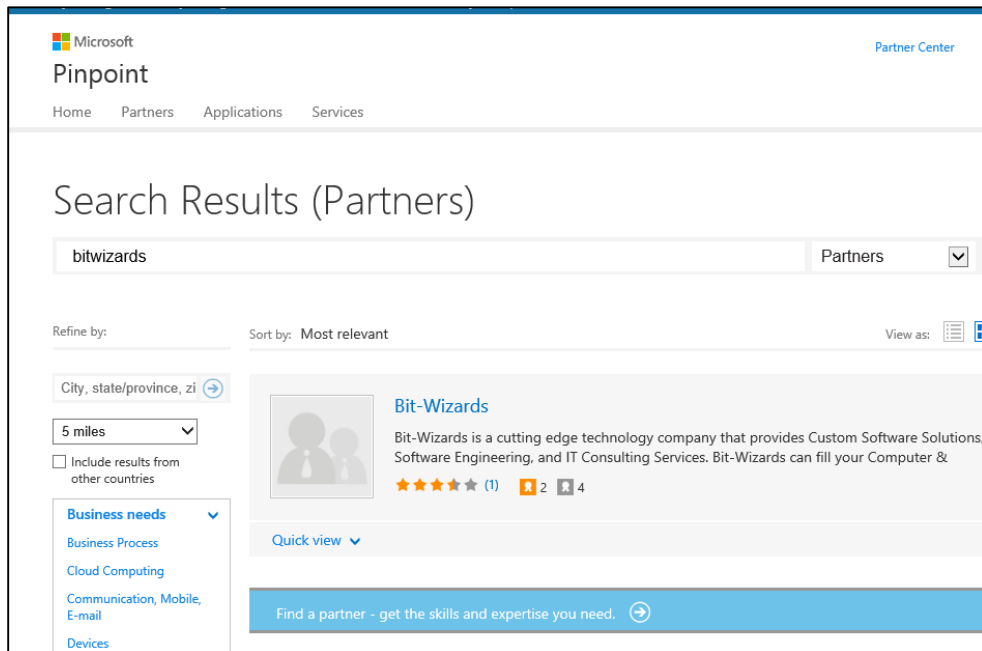 Microsoft
Partner Center
Pinpoint
Home Partners Applications Services
Search Results (Partners)
bitwizards Partners
Refine by:
Sort by: Most relevant View as:
City, state/province, zi
5 miles
Include results from
other countries
Business needs
Business Process
Cloud Computing
Communication, Mobile,
E-mail
Devices
Bit-Wizards
Bit-Wizards is a cutting edge technology company that provides Custom Software Solutions,
Software Engineering, and IT Consulting Services. Bit-Wizards can fill your Computer &
(1) 2 4
Quick view
Find a partner - get the skills and expertise you need.